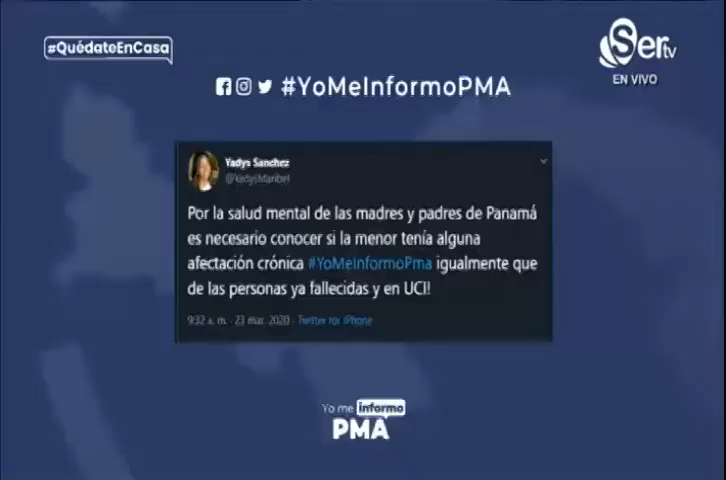 #QuédateEnCasa
Ser tv
EN VIVO
#YoMeInformoPMA
Yadys Sanchez
@YadysMaribel
Por la salud mental de las madres y padres de Panamá
es necesario conocer si la menor tenía alguna
afectación crónica #YoMeInformoPma igualmente que
de las personas ya fallecidas y en UCI!
9:32 a. m. · 23 mar. 2020 · Twitter for iPhone
Yo me informo
PMA